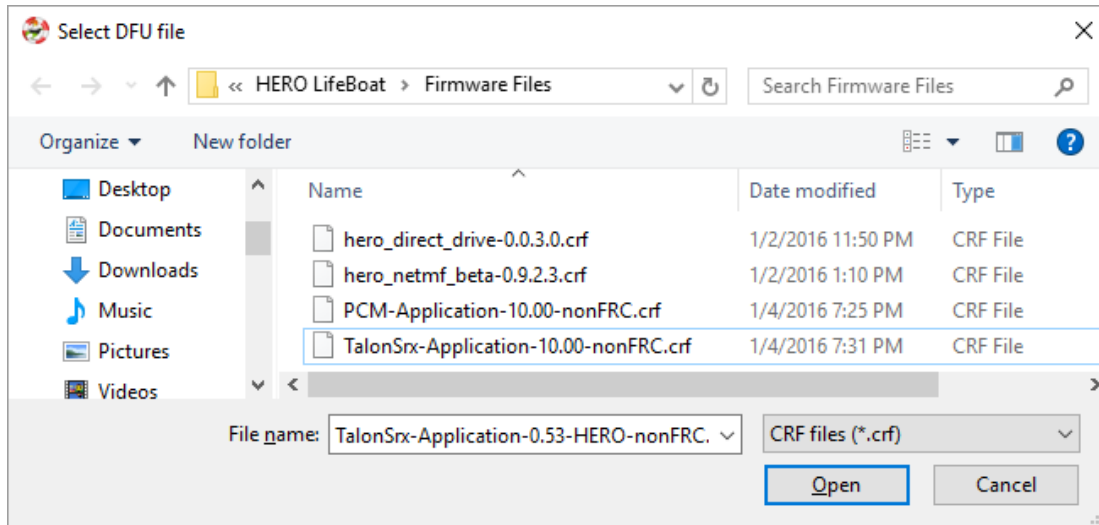 Select DFU file
« HERO LifeBoat > Firmware Files
Search Firmware Files
Organize
New folder
Desktop
Documents
Downloads
Music
Pictures
Videos
Name Date modified Type
hero_direct_drive-0.0.3.0.crf 1/2/2016 11:50 PM CRF File
hero_netmf_beta-0.9.2.3.crf 1/2/2016 1:10 PM CRF File
PCM-Application-10.00-nonFRC.crf 1/4/2016 7:25 PM CRF File
TalonSrx-Application-10.00-nonFRC.crf 1/4/2016 7:31 PM CRF File
File name: TalonSrx-Application-0.53-HERO-nonFRC. CRF files (*.crf)
Open Cancel